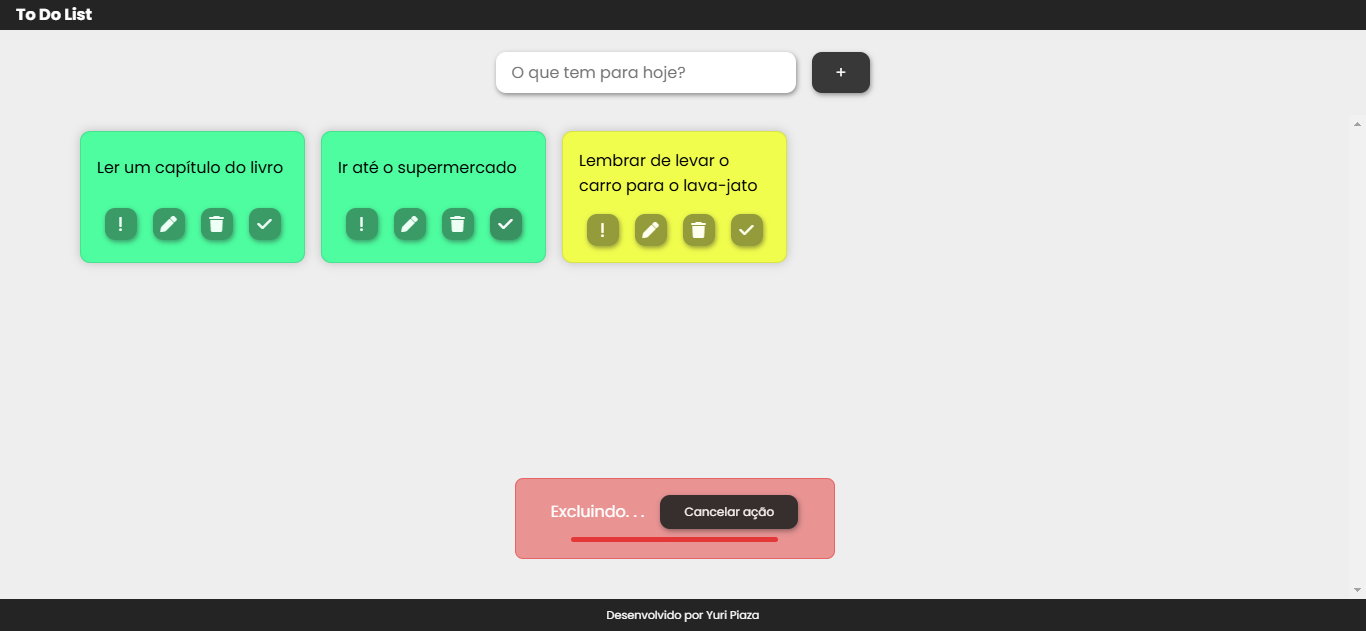 To Do List
O que tem para hoje?
+
Ler um capítulo do livro
!
Ir até o supermercado
!
Lembrar de levar o
carro para o lava-jato
!
Excluindo. . .
Cancelar ação
Desenvolvido por Yuri Piaza